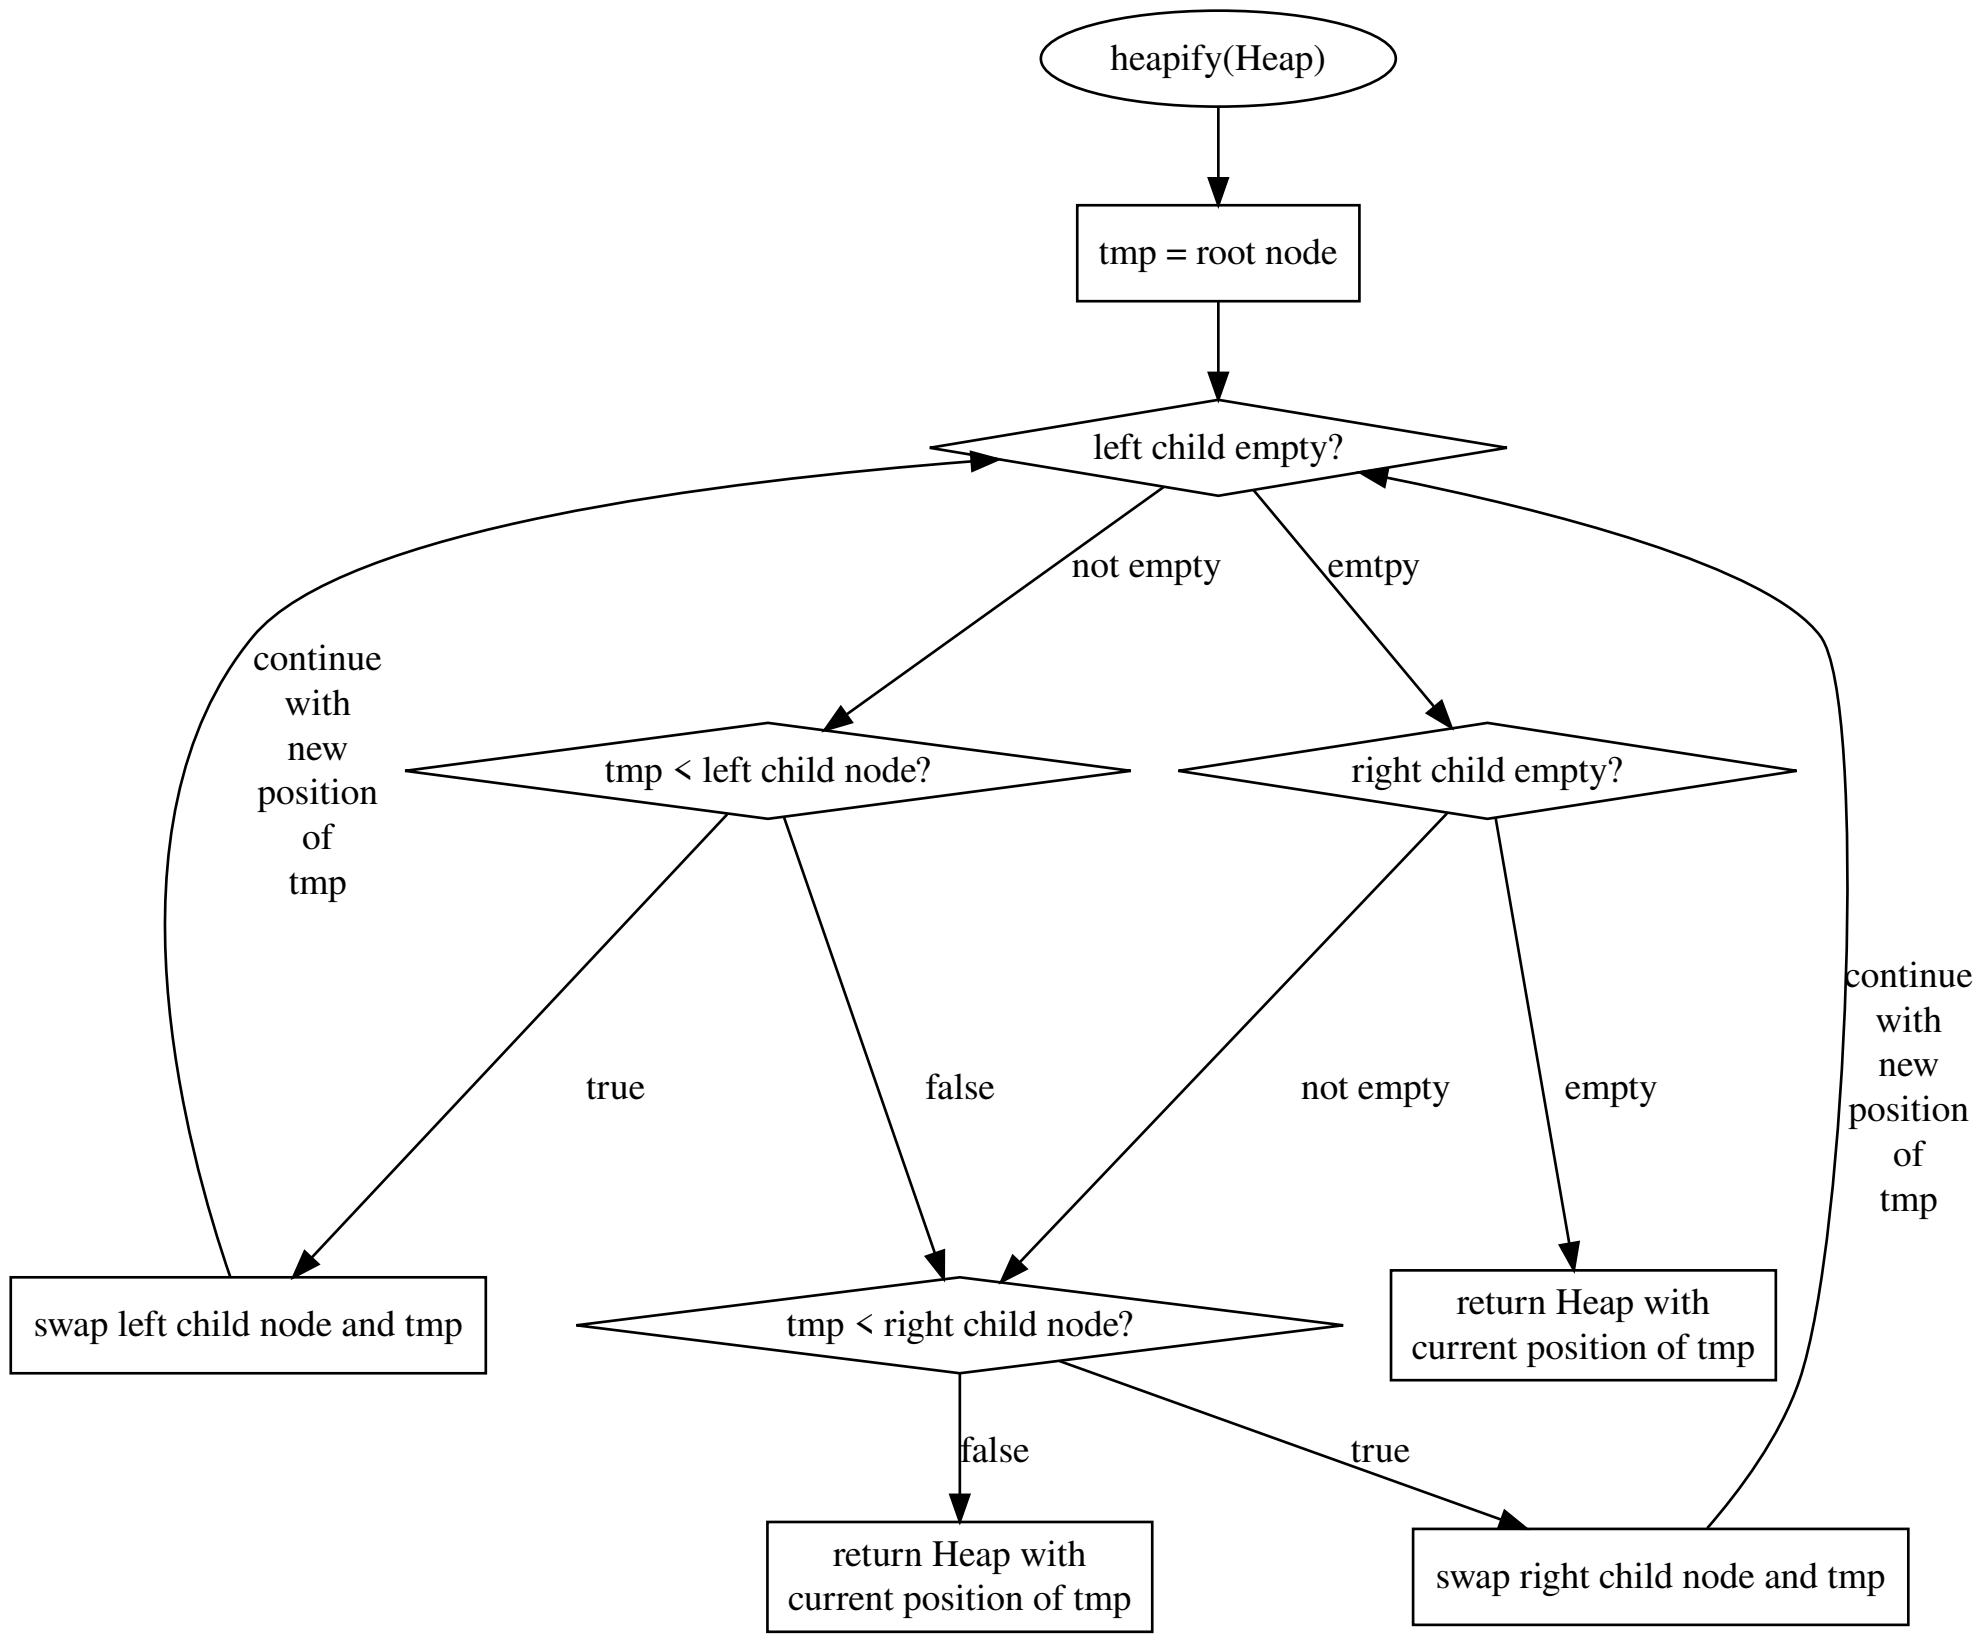 heapify(Heap)
tmp = root node
left child empty?
not empty
emtpy
continue
with
new
position
of
tmp
tmp < left child node?
right child empty?
continue
with
new
position
of
tmp
true
false
not empty
empty
swap left child node and tmp
tmp < right child node?
return Heap with
current position of tmp
false
true
return Heap with
current position of tmp
swap right child node and tmp